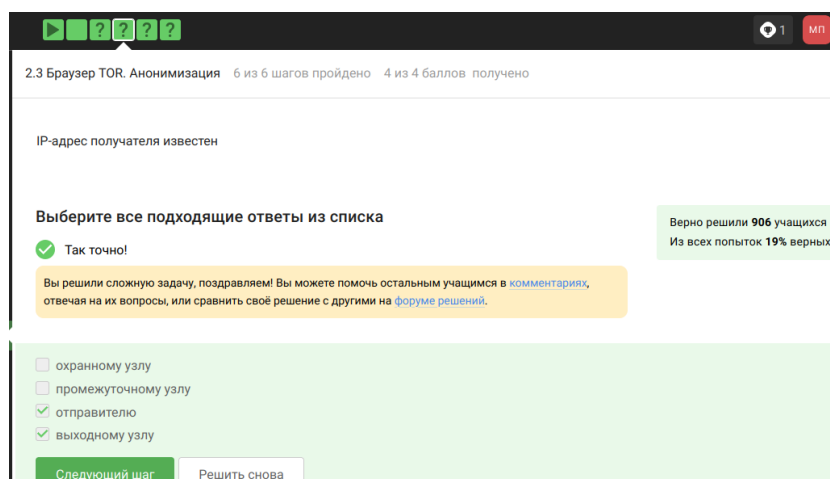 ? ? ? ?
1 МП
2.3 Браузер TOR. Анонимизация 6 из 6 шагов пройдено 4 из 4 баллов получено
IP-адрес получателя известен
Выберите все подходящие ответы из списка
Так точно!
Вы решили сложную задачу, поздравляем! Вы можете помочь остальным учащимся в комментариях,
отвечая на их вопросы, или сравнить своё решение с другими на форуме решений.
Верно решили 906 учащихся
Из всех попыток 19% верных
охранному узлу
промежуточному узлу
отправителю
выходному узлу
Следующий шаг Решить снова